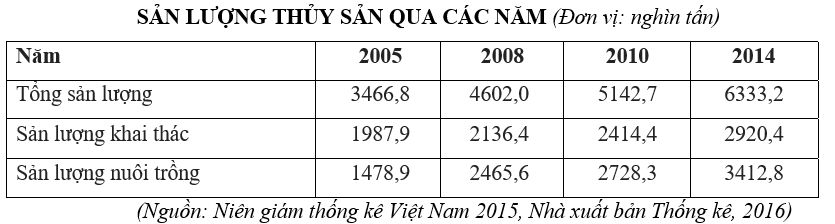 SẢN LƯỢNG THỦY SẢN QUA CÁC NĂM (Đơn vị: nghìn tấn)
Năm 2005 2008 2010 2014
Tổng sản lượng 3466,8 4602,0 5142,7 6333,2
Sản lượng khai thác 1987,9 2136,4 2414,4 2920,4
Sản lượng nuôi trồng 1478,9 2465,6 2728,3 3412,8
(Nguồn: Niên giám thống kê Việt Nam 2015, Nhà xuất bản Thống kê, 2016)